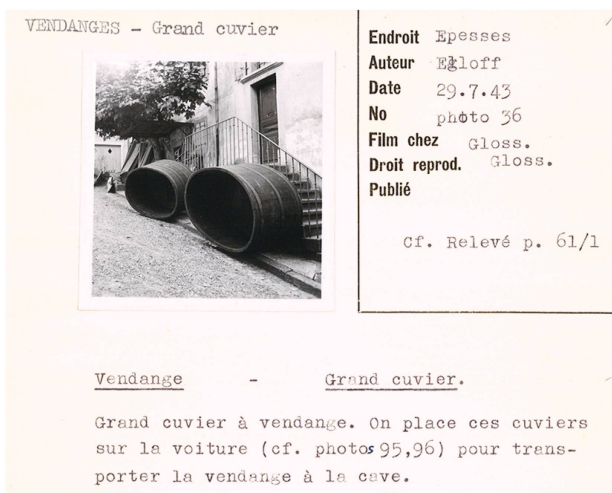 VENDANGES - Grand cuvier
Endroit Epesses
Auteur Egloff
Date 29.7.43
No photo 36
Film chez Gloss.
Droit reprod. Gloss.
Publié
Cf. Relevé p. 61/1
Vendange - Grand cuvier.
Grand cuvier à vendange. On place ces cuviers
sur la voiture (cf. photos 95,96) pour trans-
porter la vendange à la cave.